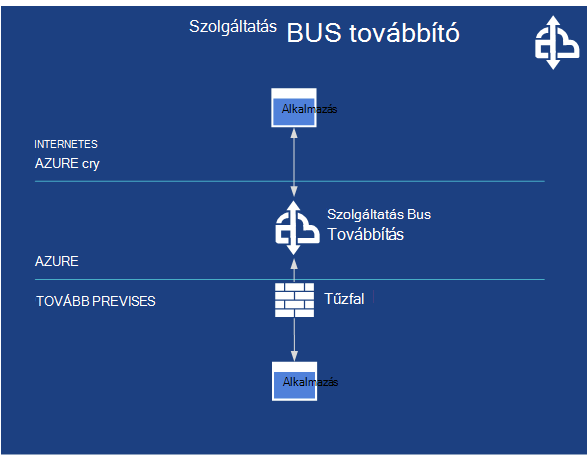 Szolgáltatás BUS továbbító
Alkalmazás
INTERNETES
AZURE cry
Szolgáltatás Bus
Továbbítás
AZURE
TOVÁBB PREVISES
Tűzfal
Alkalmazás